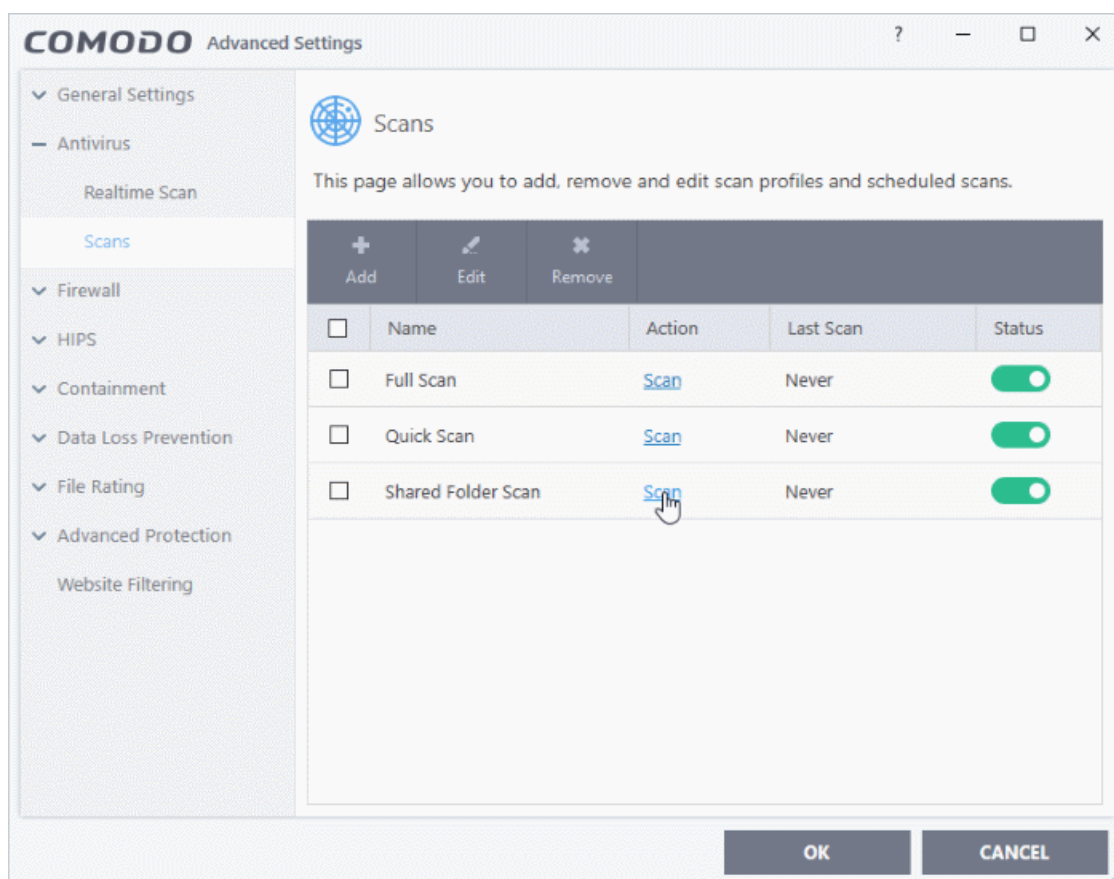 COMODO Advanced Settings ?
General Settings
Antivirus
Realtime Scan
Scans
Firewall
HIPS
Containment
Data Loss Prevention
File Rating
Advanced Protection
Website Filtering
Scans
This page allows you to add, remove and edit scan profiles and scheduled scans.
Add Edit Remove
Name Action Last Scan Status
Full Scan Scan Never
Quick Scan Scan Never
Shared Folder Scan Scan Never
OK CANCEL